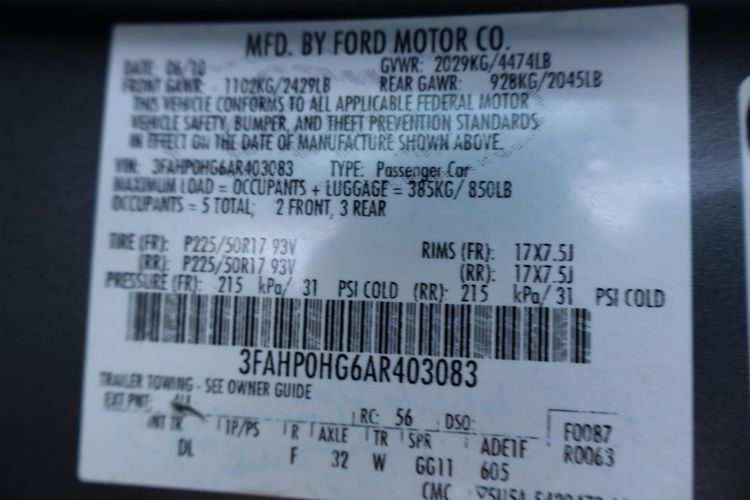 MFD. BY FORD MOTOR CO.
DATE: 06/10 GVWR: 2029KG/4474LB
FRONT GAWR: 1102KG/2429LB REAR GAWR: 928KG/2045LB
THIS VEHICLE CONFORMS TO ALL APPLICABLE FEDERAL MOTOR
VEHICLE SAFETY, BUMPER, AND THEFT PREVENTION STANDARDS
IN EFFECT ON THE DATE OF MANUFACTURE SHOWN ABOVE.
VIN: 3FAHP0HG6AR403083 TYPE: Passenger Car
MAXIMUM LOAD = OCCUPANTS + LUGGAGE = 385KG/ 850LB
OCCUPANTS = 5 TOTAL; 2 FRONT, 3 REAR
TIRE (FR): P225/50R17 93V RIMS (FR): 17X7.5J
(RR): P225/50R17 93V (RR): 17X7.5J
PRESSURE (FR): 215 kPa/ 31 PSI COLD (RR): 215 kPa/ 31 PSI COLD
3FAHP0HG6AR403083
TRAILER TOWING - SEE OWNER GUIDE
EXT PNT: RC: 56 DSO: F0087
INT TR TP/PS R AXLE TR SPR ADE1F R0063
DL F 32 W GG11 605
CMC